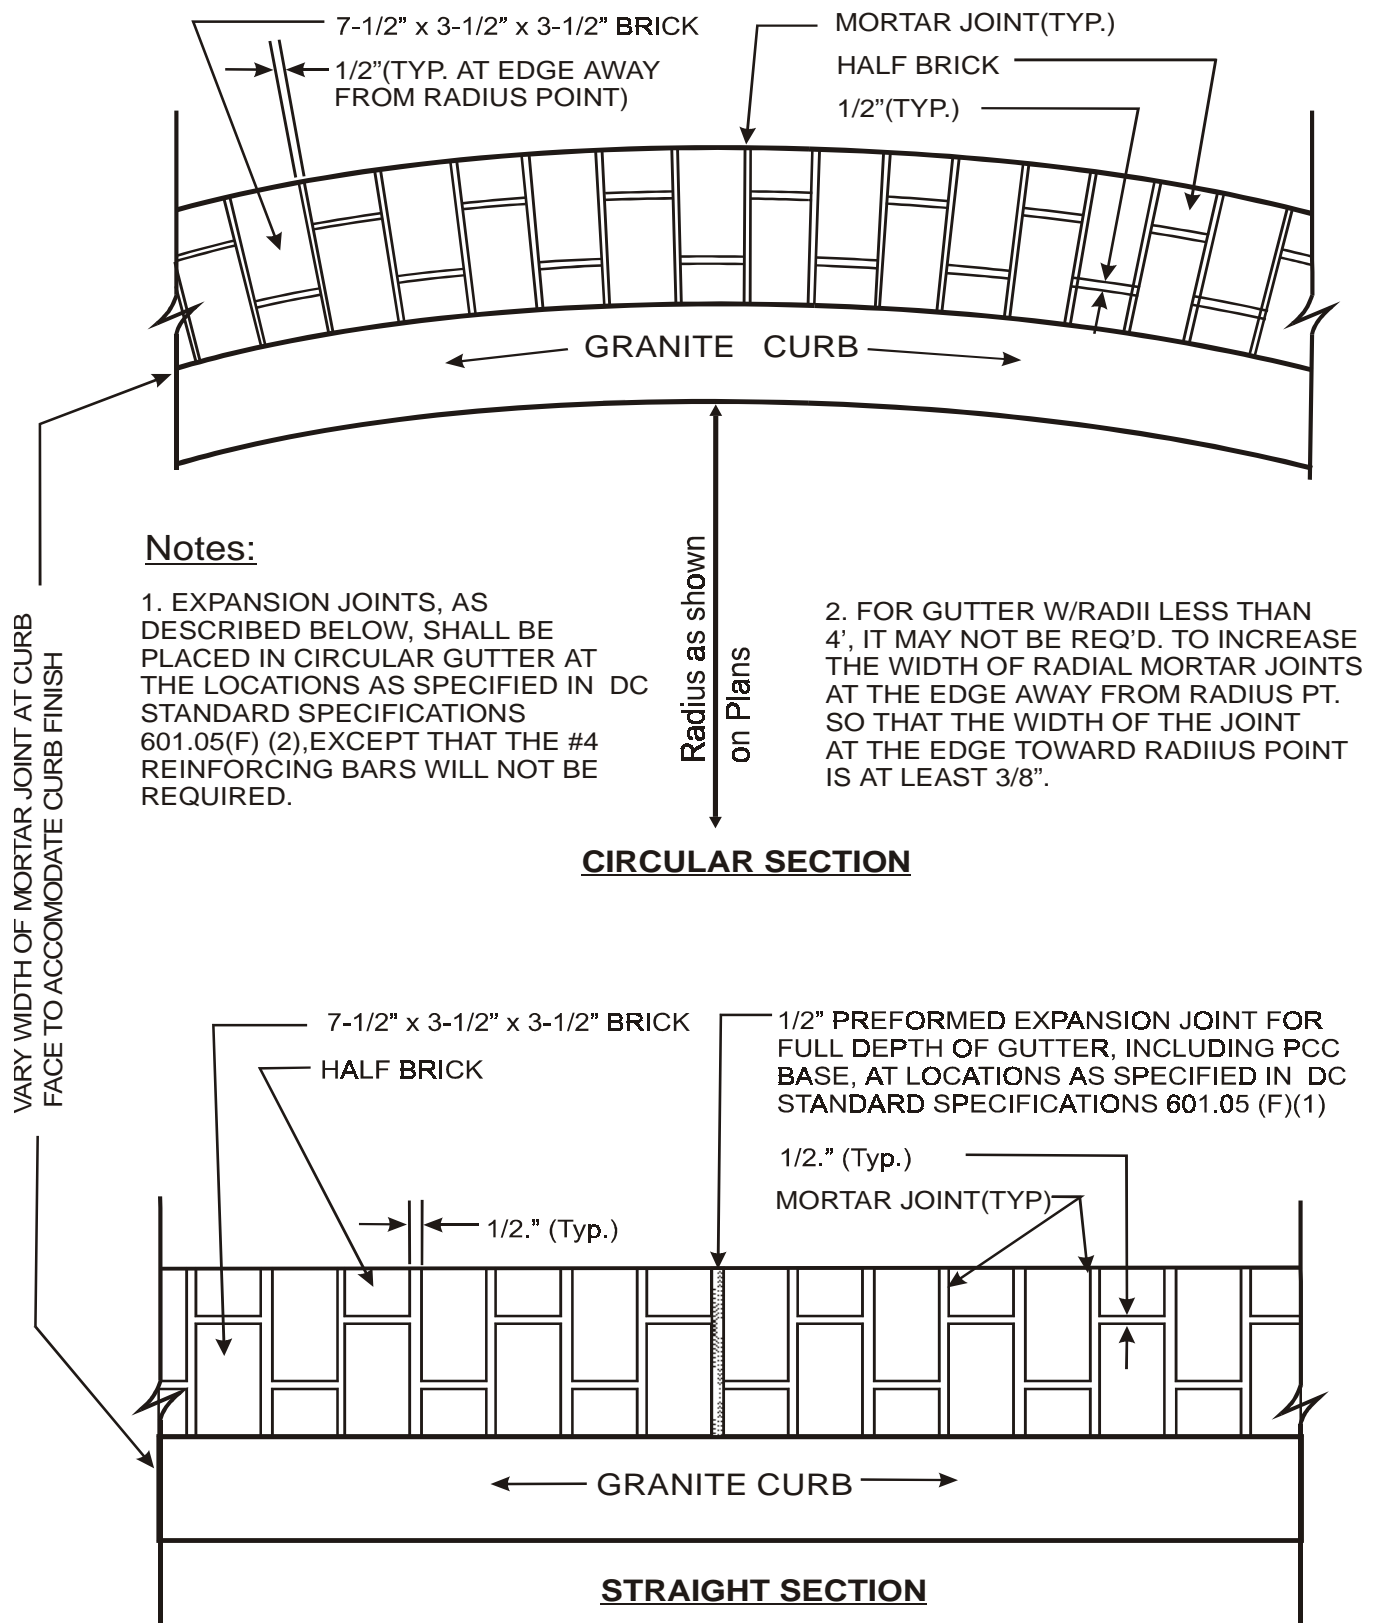 7-1/2" x 3-1/2" x 3-1/2" BRICK
1/2"(TYP. AT EDGE AWAY
FROM RADIUS POINT)
MORTAR JOINT(TYP.)
HALF BRICK
1/2"(TYP.)
GRANITE CURB
Notes:
1. EXPANSION JOINTS, AS
DESCRIBED BELOW, SHALL BE
PLACED IN CIRCULAR GUTTER AT
THE LOCATIONS AS SPECIFIED IN DC
STANDARD SPECIFICATIONS
601.05(F) (2),EXCEPT THAT THE #4
REINFORCING BARS WILL NOT BE
REQUIRED.
Radius as shown
on Plans
2. FOR GUTTER W/RADII LESS THAN
4', IT MAY NOT BE REQ'D. TO INCREASE
THE WIDTH OF RADIAL MORTAR JOINTS
AT THE EDGE AWAY FROM RADIUS PT.
SO THAT THE WIDTH OF THE JOINT
AT THE EDGE TOWARD RADIIUS POINT
IS AT LEAST 3/8".
VARY WIDTH OF MORTAR JOINT AT CURB
FACE TO ACCOMODATE CURB FINISH
CIRCULAR SECTION
7-1/2" x 3-1/2" x 3-1/2" BRICK
HALF BRICK
1/2" PREFORMED EXPANSION JOINT FOR
FULL DEPTH OF GUTTER, INCLUDING PCC
BASE, AT LOCATIONS AS SPECIFIED IN DC
STANDARD SPECIFICATIONS 601.05 (F)(1)
1/2." (Typ.)
MORTAR JOINT(TYP)
1/2." (Typ.)
GRANITE CURB
STRAIGHT SECTION